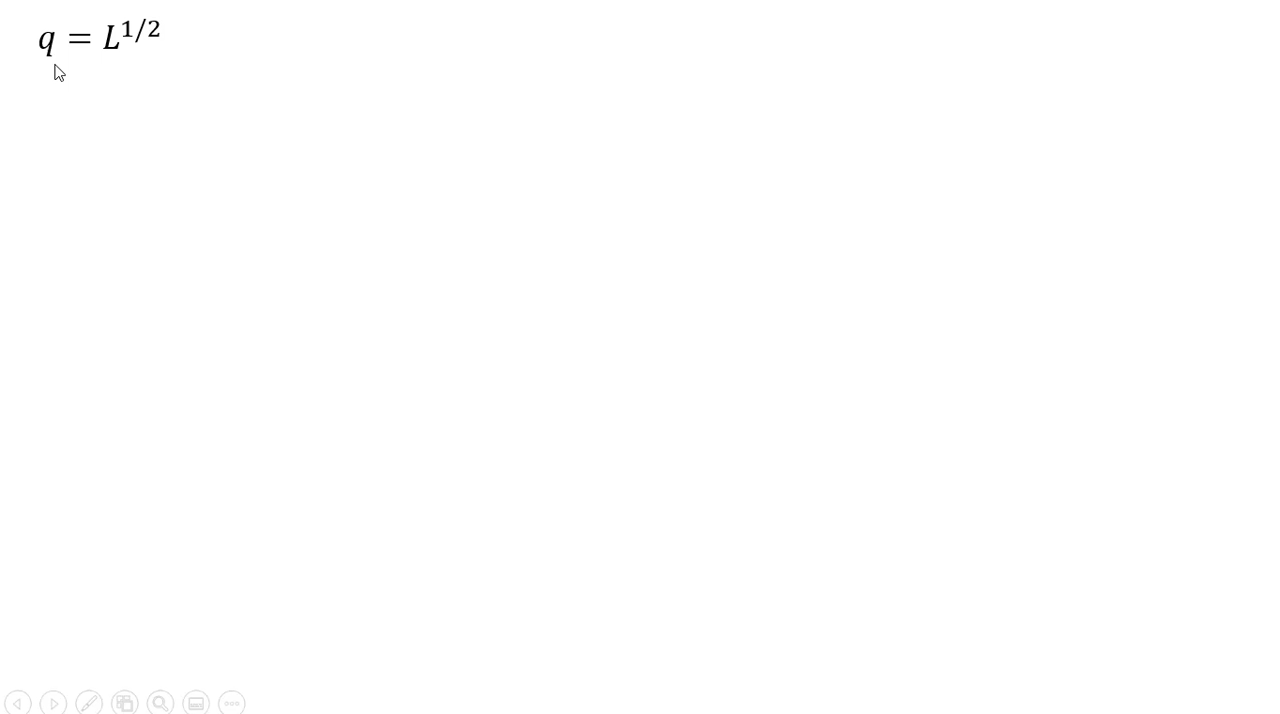 q = L^{1/2}